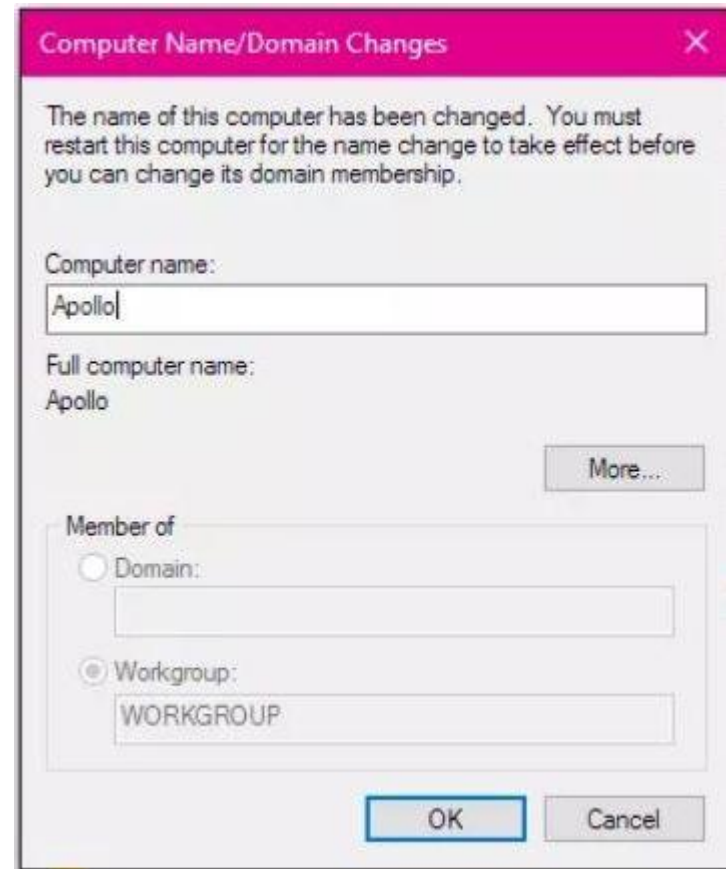 Computer Name/Domain Changes
The name of this computer has been changed. You must
restart this computer for the name change to take effect before
you can change its domain membership.
Computer name:
Apollo
Full computer name:
Apollo
More...
Member of
Domain:
Workgroup:
WORKGROUP
OK Cancel